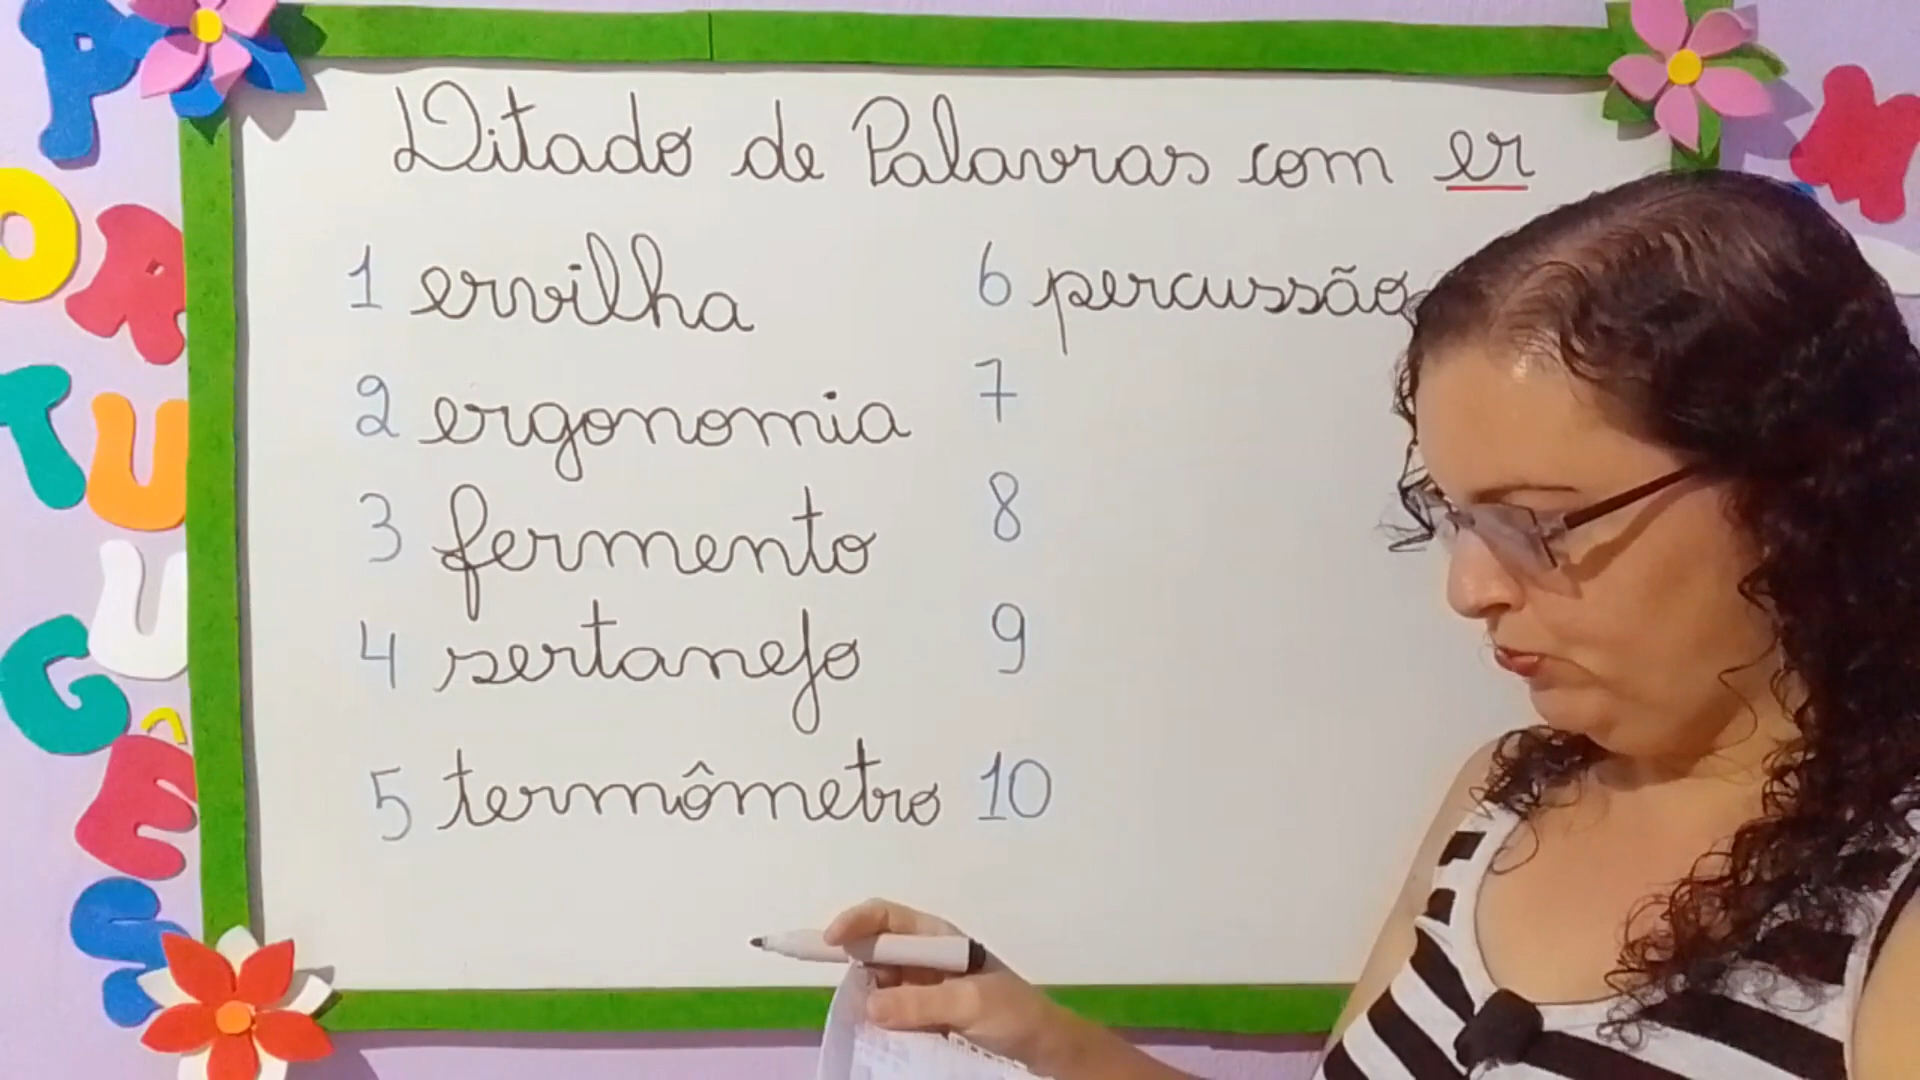 Ditado de Palavras com er
1 ervilha
2 ergonomia
3 fermento
4 sertanejo
5 termômetro
6 percussão
7
8
9
10
PORTUGUÊS
M